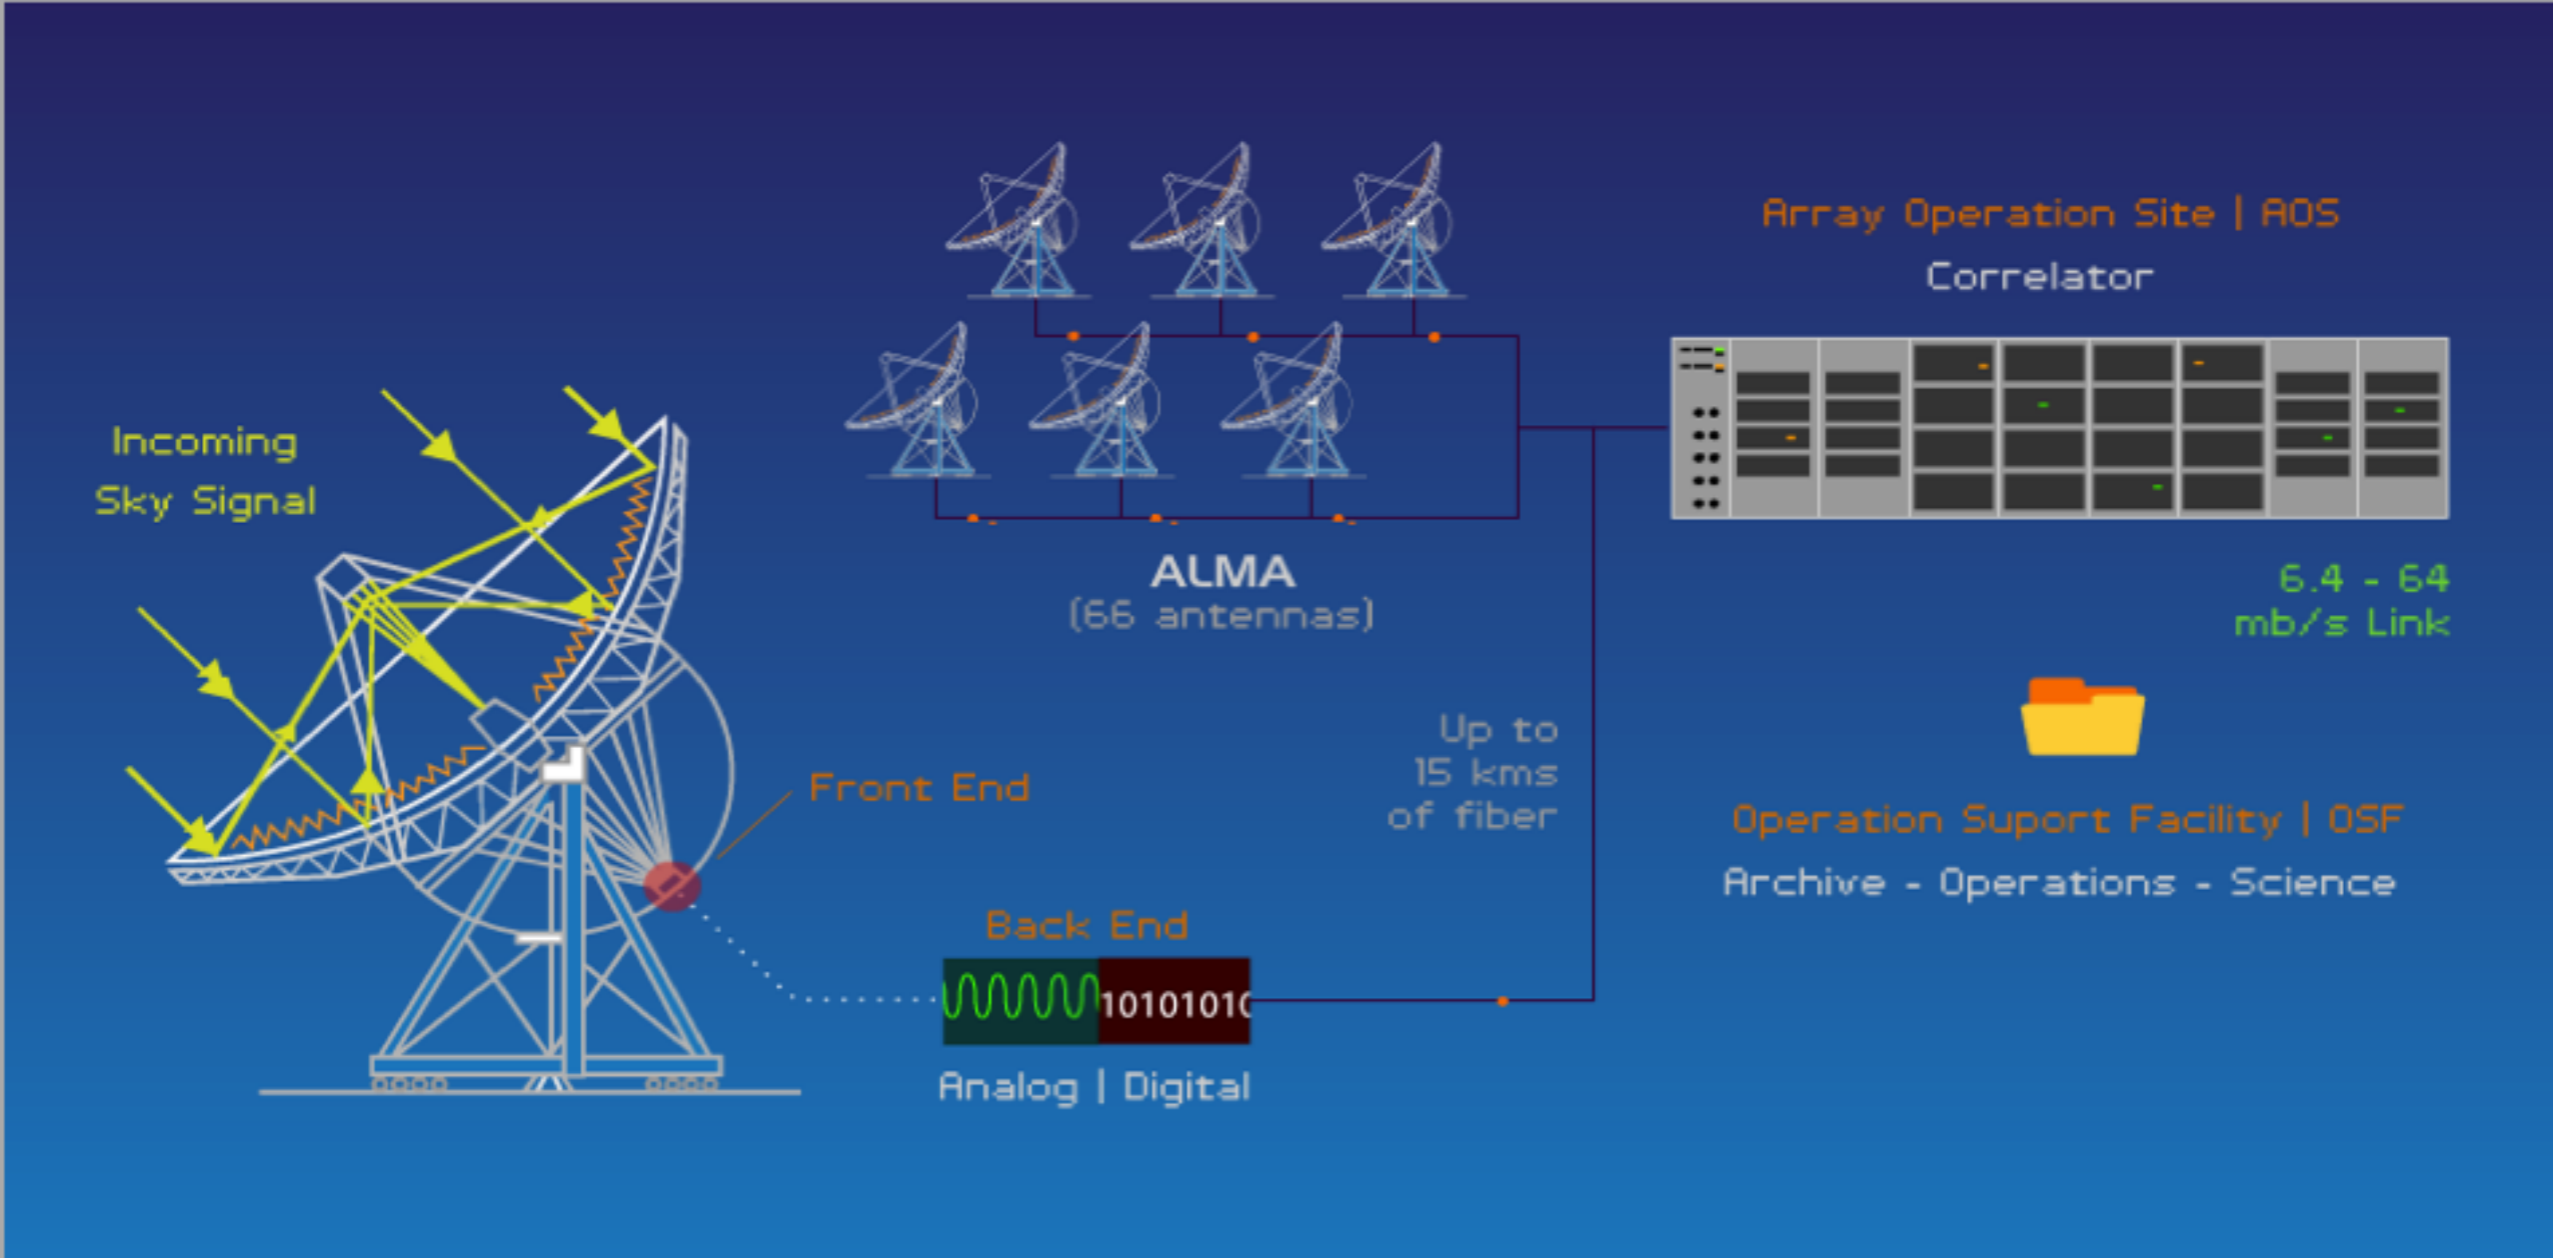 Incoming
Sky Signal
Front End
Back End
10101010
Analog | Digital
ALMA
(66 antennas)
Up to
15 kms
of fiber
Array Operation Site | AOS
Correlator
6.4 - 64
mb/s Link
Operation Suport Facility | OSF
Archive - Operations - Science